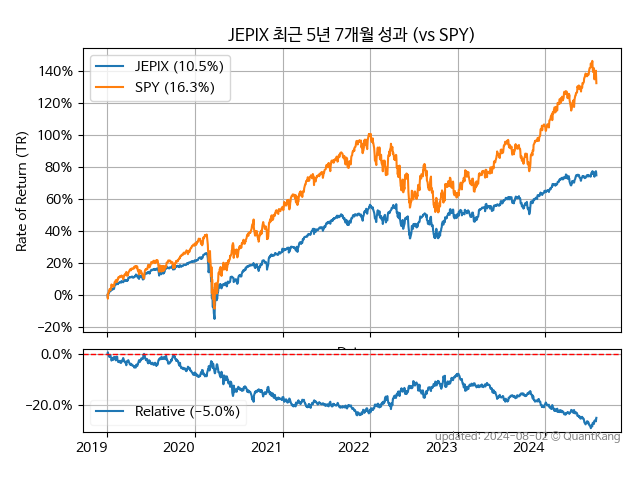 JEPIX 최근 5년 7개월 성과 (vs SPY)
JEPIX (10.5%)
SPY (16.3%)
Rate of Return (TR)
140%
120%
100%
80%
60%
40%
20%
0%
−20%
0.0%
−20.0%
Relative (−5.0%)
updated: 2024-08-02 © QuantKang
2019 2020 2021 2022 2023 2024